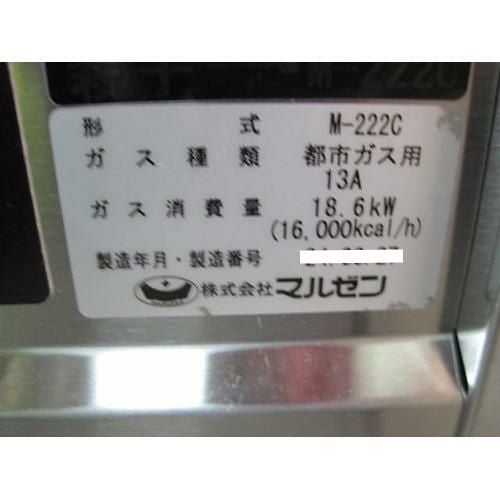 M-222C
形式 M-222C
ガス種類 都市ガス用
13A
ガス消費量 18.6kW
(16,000kcal/h)
製造年月・製造番号
株式会社マルゼン